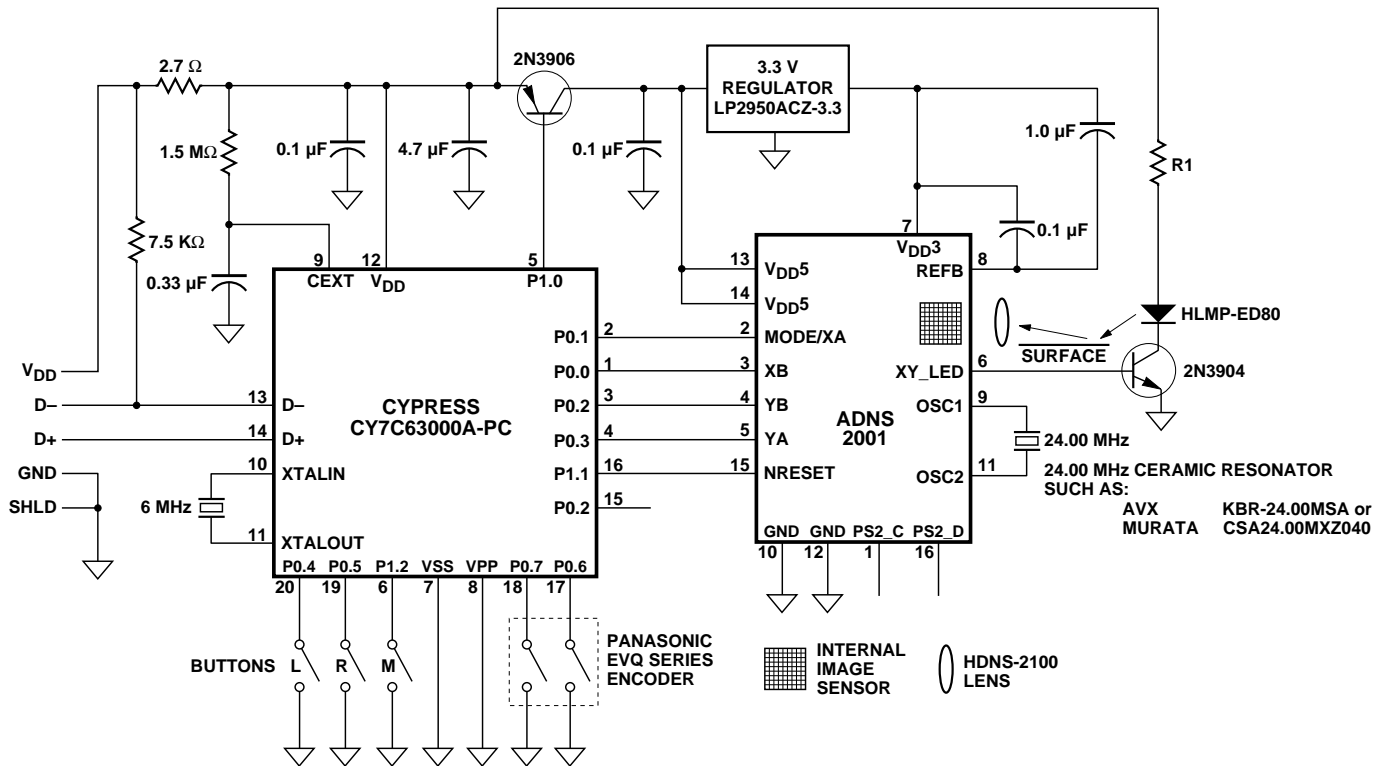 2N3906
2.7 Ω
3.3 V
REGULATOR
LP2950ACZ-3.3
1.5 MΩ
0.1 µF
4.7 µF
0.1 µF
1.0 µF
R1
7.5 KΩ
0.33 µF
0.1 µF
9
12
5
CEXT
VDD
P1.0
7
VDD3
13
VDD5
REFB
8
14
VDD5
P0.1
2
2
MODE/XA
HLMP-ED80
SURFACE
VDD
P0.0
1
3
XB
XY_LED
6
2N3904
D–
13
D–
CYPRESS
CY7C63000A-PC
P0.2
3
4
YB
ADNS
2001
OSC1
9
D+
14
D+
P0.3
4
5
YA
24.00 MHz
GND
10
XTALIN
P1.1
16
15
NRESET
OSC2
11
24.00 MHz CERAMIC RESONATOR
SUCH AS:
AVX KBR-24.00MSA or
MURATA CSA24.00MXZ040
SHLD
6 MHz
P0.2
15
11
XTALOUT
GND
GND
PS2_C
PS2_D
10
12
1
16
P0.4
P0.5
P1.2
VSS
VPP
P0.7
P0.6
20
19
6
7
8
18
17
BUTTONS
L
R
M
PANASONIC
EVQ SERIES
ENCODER
INTERNAL
IMAGE
SENSOR
HDNS-2100
LENS